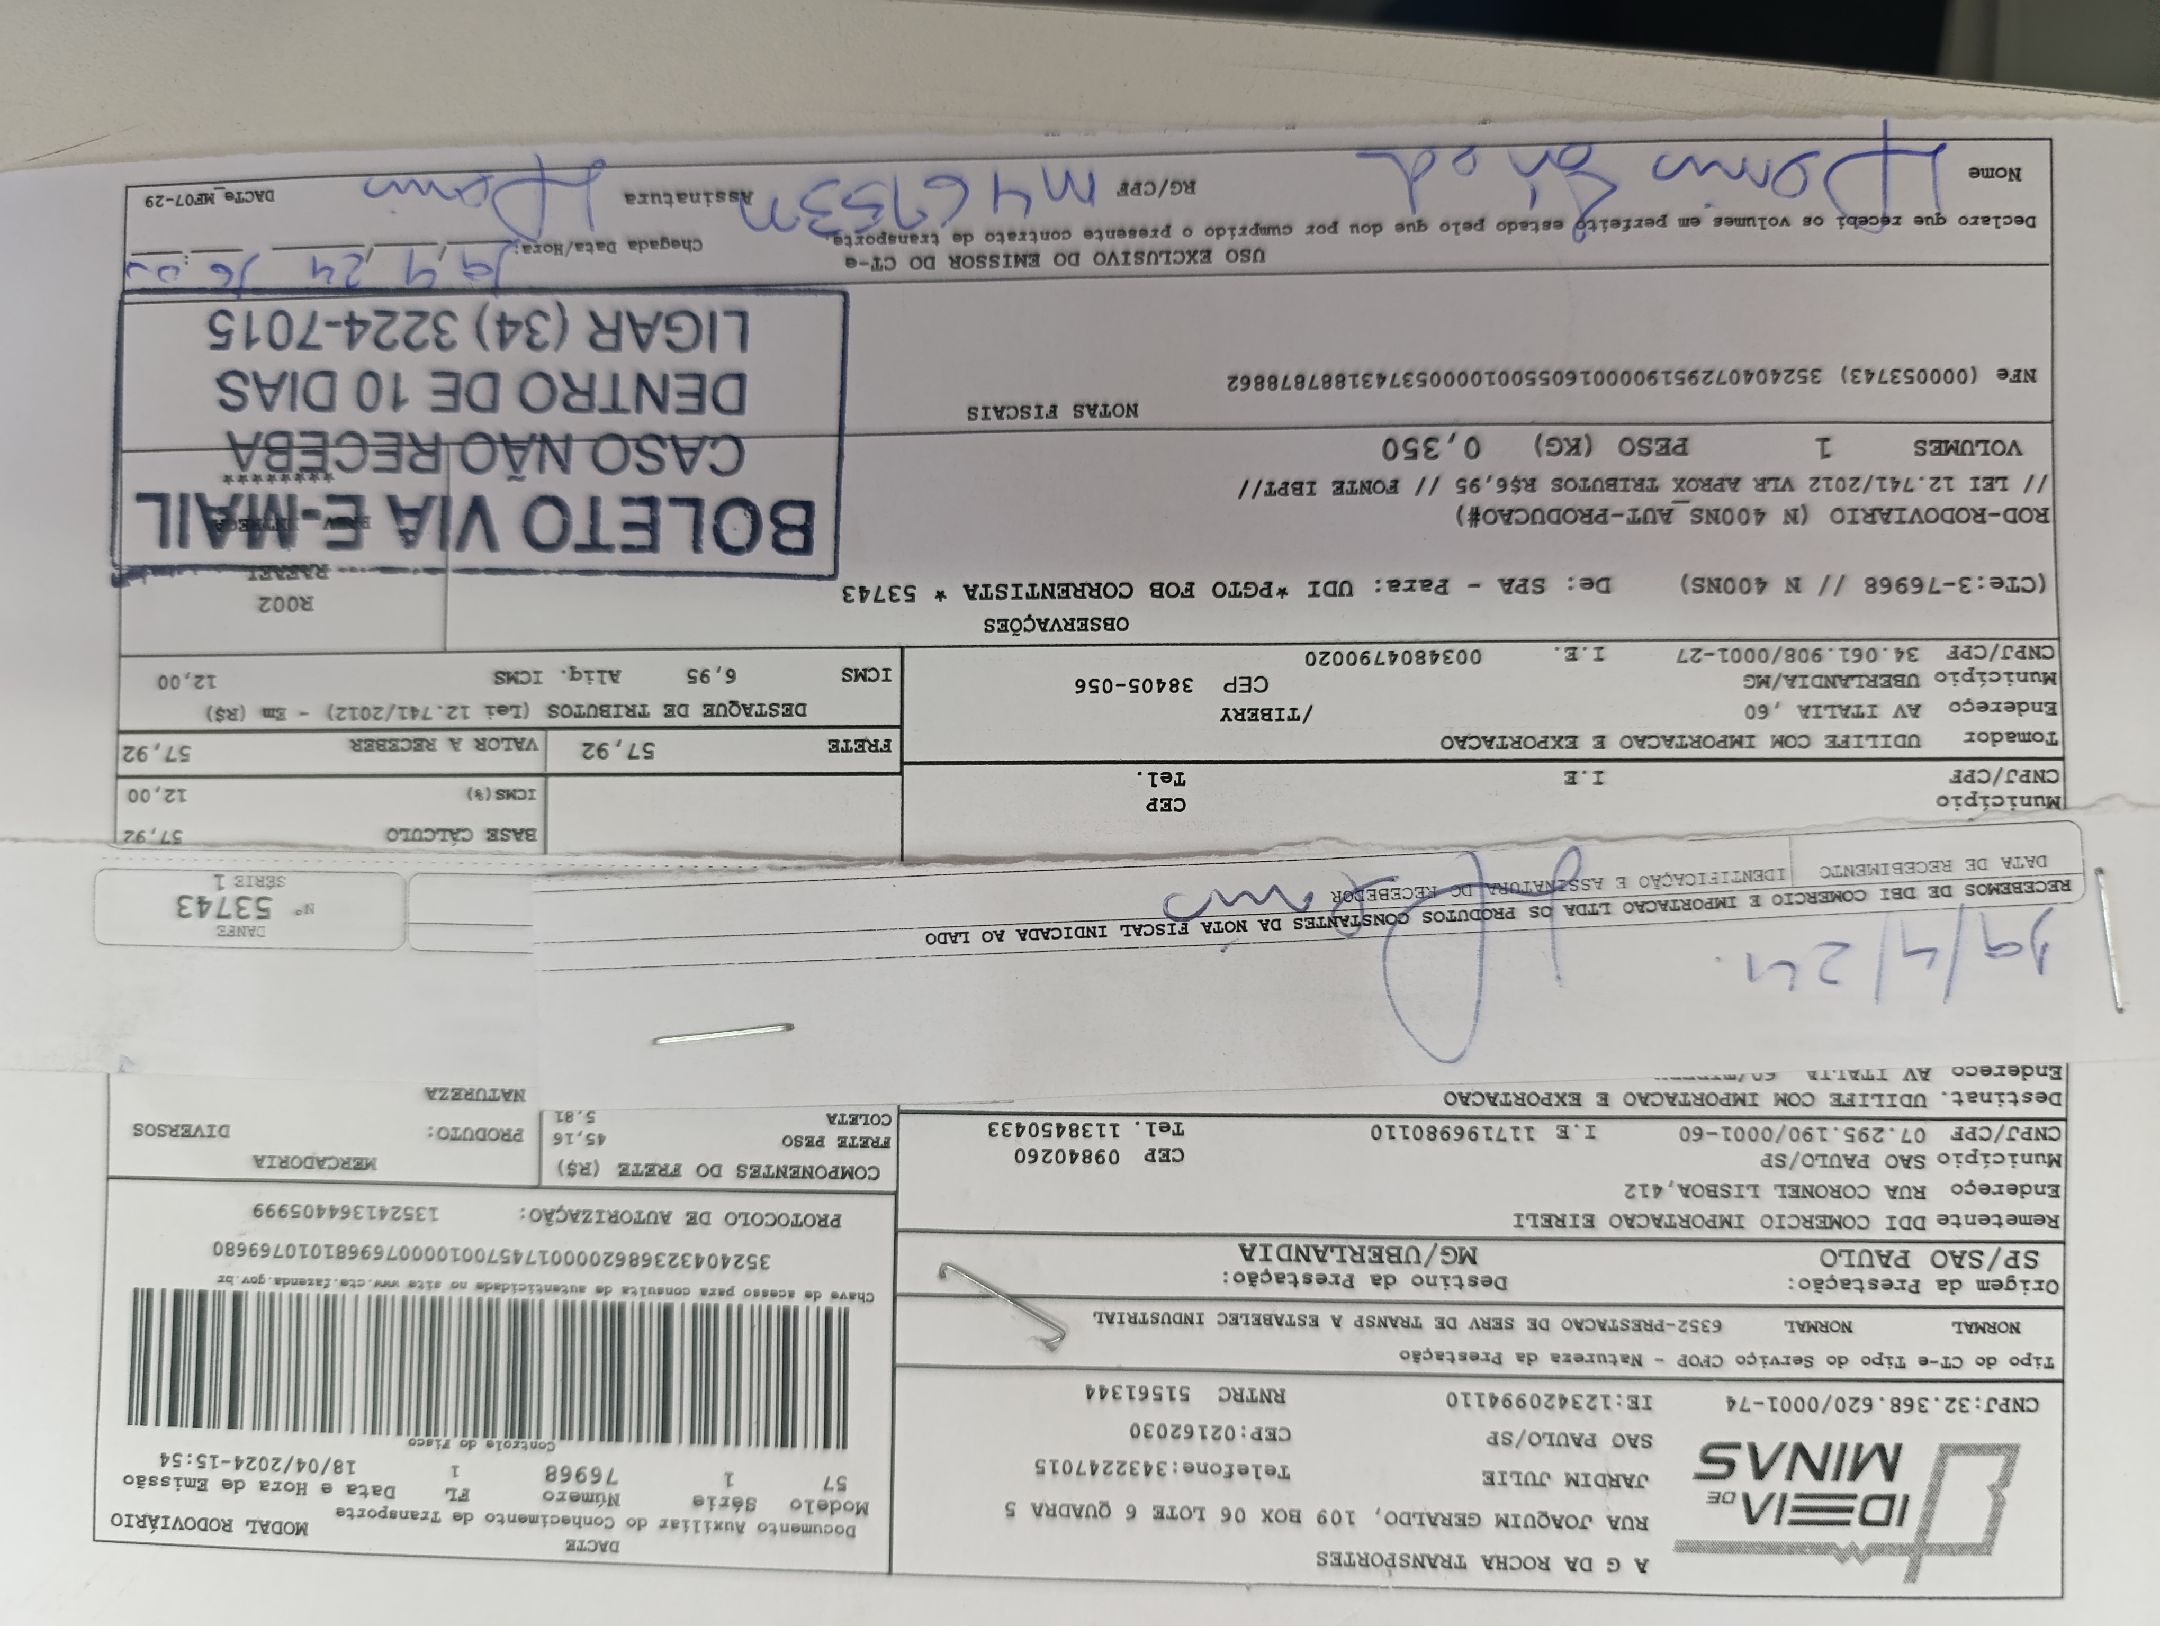 IDEIA DE MINAS
A G DA ROCHA TRANSPORTES
RUA JOAQUIM GERALDO, 109 BOX 06 LOTE 6 QUADRA 5
JARDIM JULIE Telefone:3432247015
SAO PAULO/SP CEP:02162030
CNPJ:32.368.620/0001-74 IE:123420994110 RNTRC 51561344
DACTE
Documento Auxiliar do Conhecimento de Transporte MODAL RODOVIÁRIO
Modelo Série Número FL Data e Hora de Emissão
57 1 76968 1 18/04/2024-15:54
Controle do Fisco
Chave de acesso para consulta de autenticidade no site www.cte.fazenda.gov.br
35240432368620000174570010000769681010769680
PROTOCOLO DE AUTORIZAÇÃO: 135241364405999
Tipo do CT-e Tipo do Serviço CFOP - Natureza da Prestação
NORMAL NORMAL 6352-PRESTACAO DE SERV DE TRANSP A ESTABELEC INDUSTRIAL
Origem da Prestação: Destino da Prestação:
SP/SAO PAULO MG/UBERLANDIA
Remetente DDI COMERCIO IMPORTACAO EIRELI
Endereço RUA CORONEL LISBOA,412
Município SAO PAULO/SP CEP 09840260
CNPJ/CPF 07.295.190/0001-60 I.E 117196980110 Tel. 1138450433
Destinat. UDILIFE COM IMPORTACAO E EXPORTACAO
Endereço AV ITALIA
COMPONENTES DO FRETE (R$)
FRETE PESO 45,16
COLETA 5,81
MERCADORIA
PRODUTO: DIVERSOS
NATUREZA
19/4/24.
RECEBEMOS DE DBI COMERCIO E IMPORTACAO LTDA OS PRODUTOS CONSTANTES DA NOTA FISCAL INDICADA AO LADO
DATA DE RECEBIMENTO IDENTIFICAÇÃO E ASSINATURA DO RECEBEDOR
DANFE
Nº 53743
SÉRIE 1
Município CEP
CNPJ/CPF I.E Tel.
BASE CÁLCULO 57,92
ICMS(%) 12,00
Tomador UDILIFE COM IMPORTACAO E EXPORTACAO
Endereço AV ITALIA ,60 /TIBERY
Município UBERLANDIA/MG CEP 38405-056
CNPJ/CPF 34.061.908/0001-27 I.E. 0034804790020
FRETE 57,92 VALOR A RECEBER 57,92
DESTAQUE DE TRIBUTOS (Lei 12.741/2012) - Em (R$)
ICMS 6,95 Aliq. ICMS 12,00
OBSERVAÇÕES
(CTe:3-76968 // N 400NS) De: SPA - Para: UDI *PGTO FOB CORRENTISTA * 53743
ROD-RODOVIARIO (N 400NS_AUT-PRODUCAO#)
// LEI 12.741/2012 VLR APROX TRIBUTOS R$6,95 // FONTE IBPT//
VOLUMES 1 PESO (KG) 0,350
R002
RAFAEL
BOLETO VIA E-MAIL
CASO NÃO RECEBA
DENTRO DE 10 DIAS
LIGAR (34) 3224-7015
NOTAS FISCAIS
NFe (000053743) 35240407295190000160550010000537431887878862
USO EXCLUSIVO DO EMISSOR DO CT-e
Declaro que recebi os volumes em perfeito estado pelo que dou por cumprido o presente contrato de transporte.
Chegada Data/Hora: 19 4 24 16
Nome RG/CPF Assinatura
DACTe_MF07-29